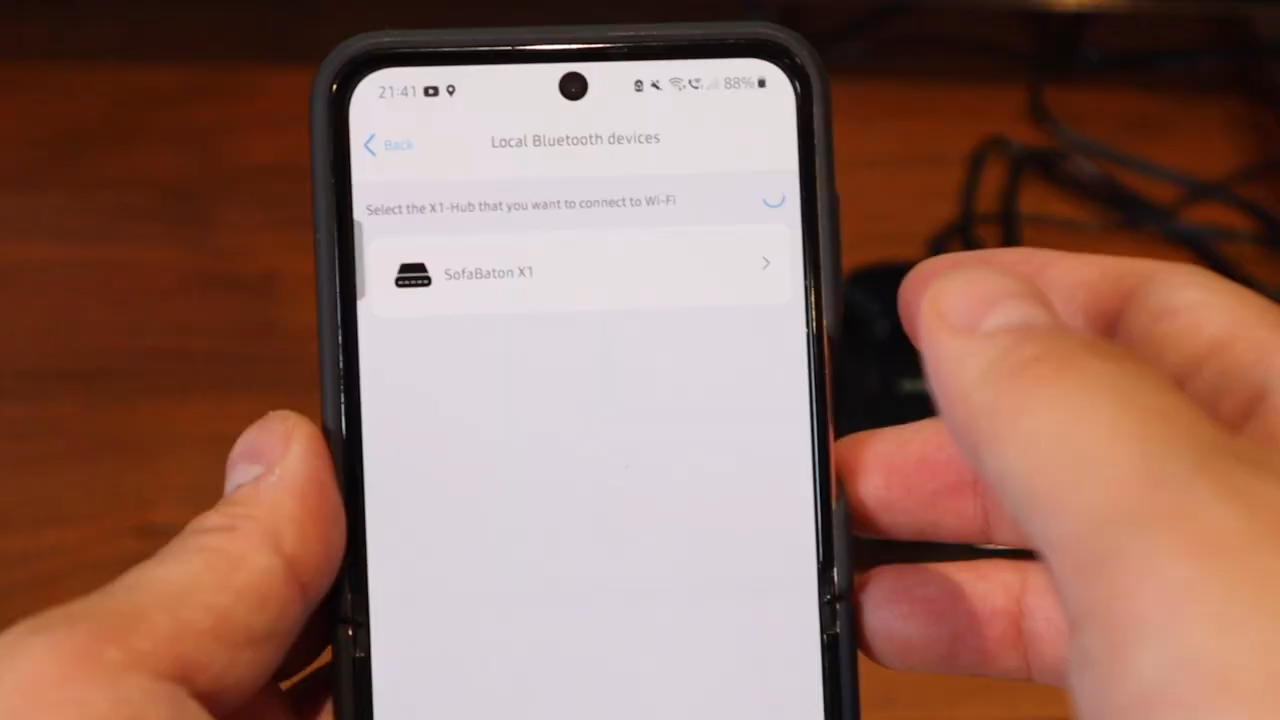 21:41 88%
Back Local Bluetooth devices
Select the X1-Hub that you want to connect to Wi-Fi
SofaBaton X1